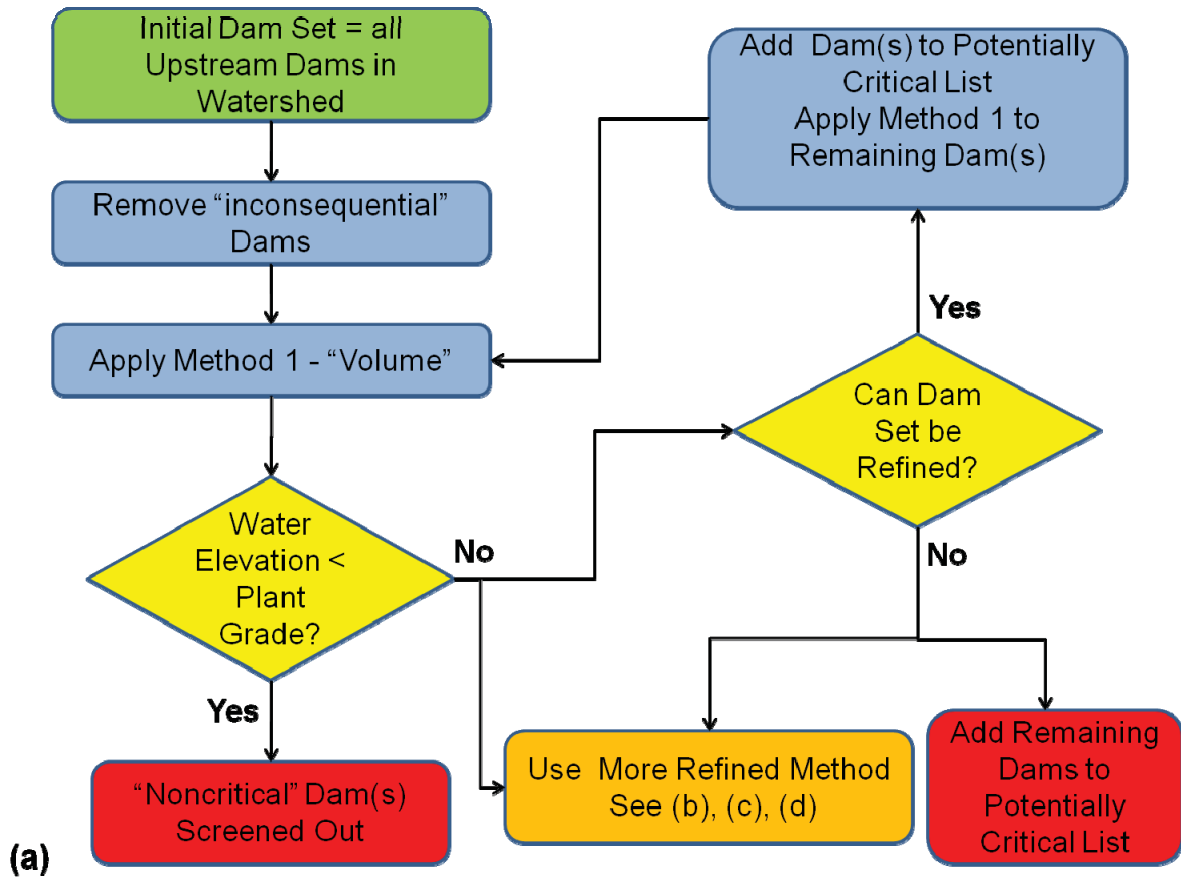 Initial Dam Set = all
Upstream Dams in
Watershed
Remove “inconsequential”
Dams
Apply Method 1 - “Volume”
Water
Elevation <
Plant
Grade?
Yes
“Noncritical” Dam(s)
Screened Out
No
Add  Dam(s) to Potentially
Critical List
Apply Method 1 to
Remaining Dam(s)
Yes
Can Dam
Set be
Refined?
No
Use  More Refined Method
See (b), (c), (d)
Add Remaining
Dams to
Potentially
Critical List
(a)